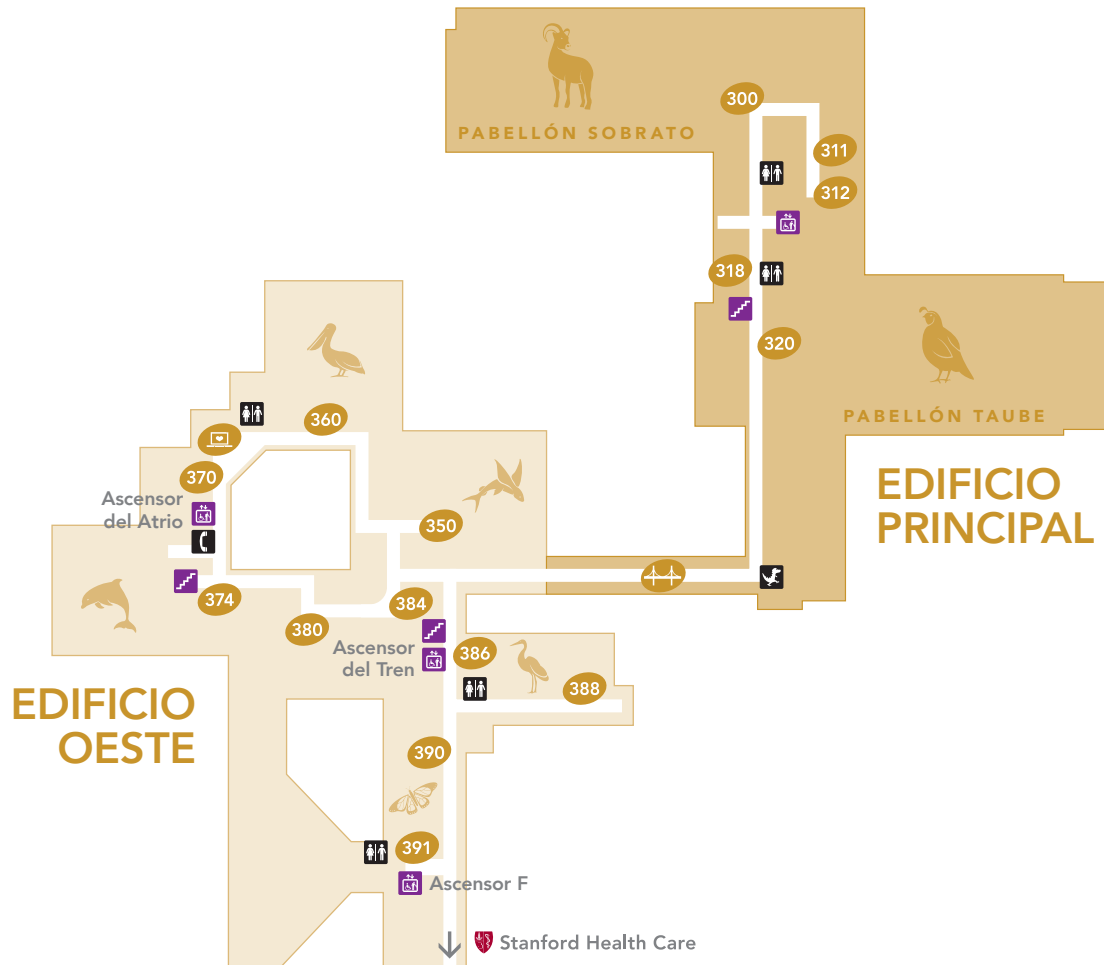 300
PABELLÓN SOBRATO
311
312
318
320
360
PABELLÓN TAUBE
370
EDIFICIO
PRINCIPAL
Ascensor
del Atrio
350
374
384
380
Ascensor
del Tren
386
388
EDIFICIO
OESTE
390
391
Ascensor F
Stanford Health Care